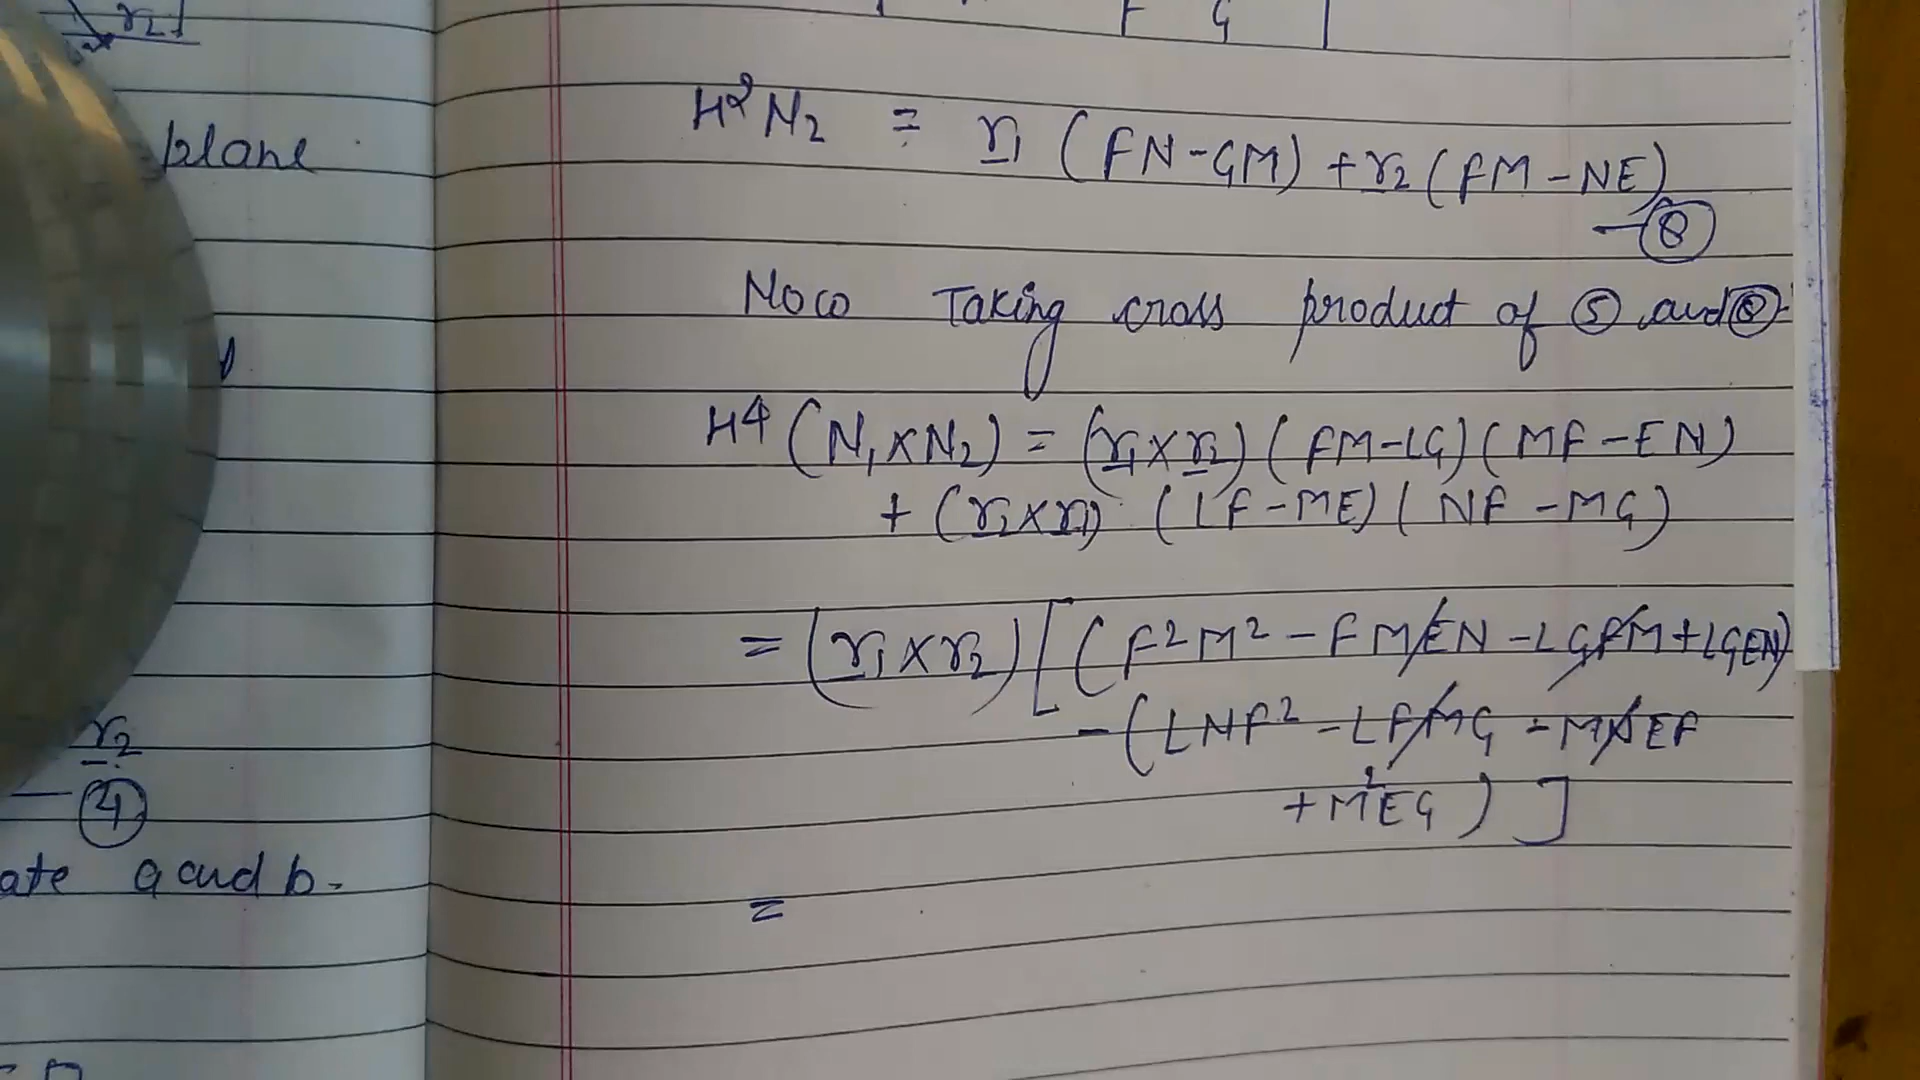 r₂
plane
r₂
— ④
ate a and b.
F G
H²N₂ = r₁ (FN-GM) + r₂ (FM - NE)
—⑧
Now Taking cross product of ⑤ and ⑧
H⁴ (N₁ x N₂) = (r₁ x r₂) (FM-LG) (MF - EN)
+ (r₂ x r₁) (LF - ME) (NF - MG)
= (r₁ x r₂) [ (F²M² - FMEN - LGFM + LGEN)
- (LNF² - LFMG - MNEF
+ M²EG ) ]
=